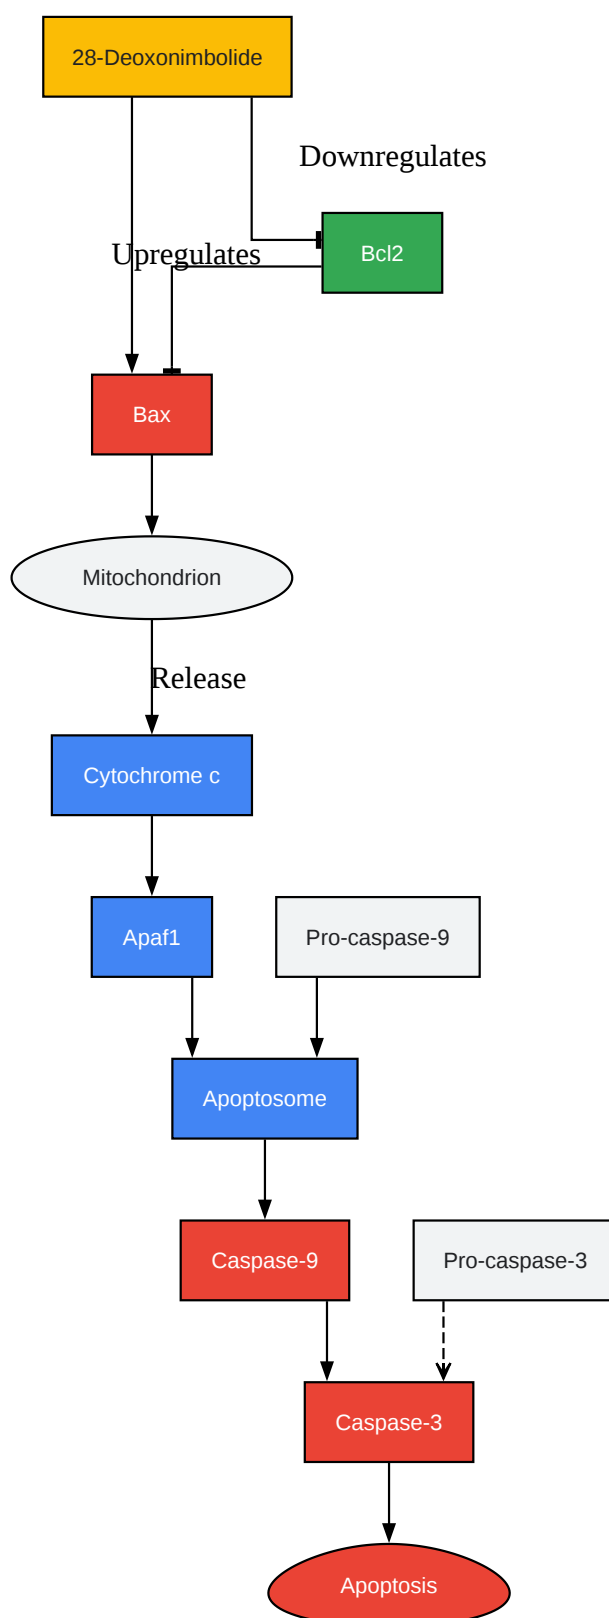 28-Deoxonimbolide
Downregulates
Upregulates
Bcl2
Bax
Mitochondrion
Release
Cytochrome c
Apaf1
Pro-caspase-9
Apoptosome
Caspase-9
Pro-caspase-3
Caspase-3
Apoptosis